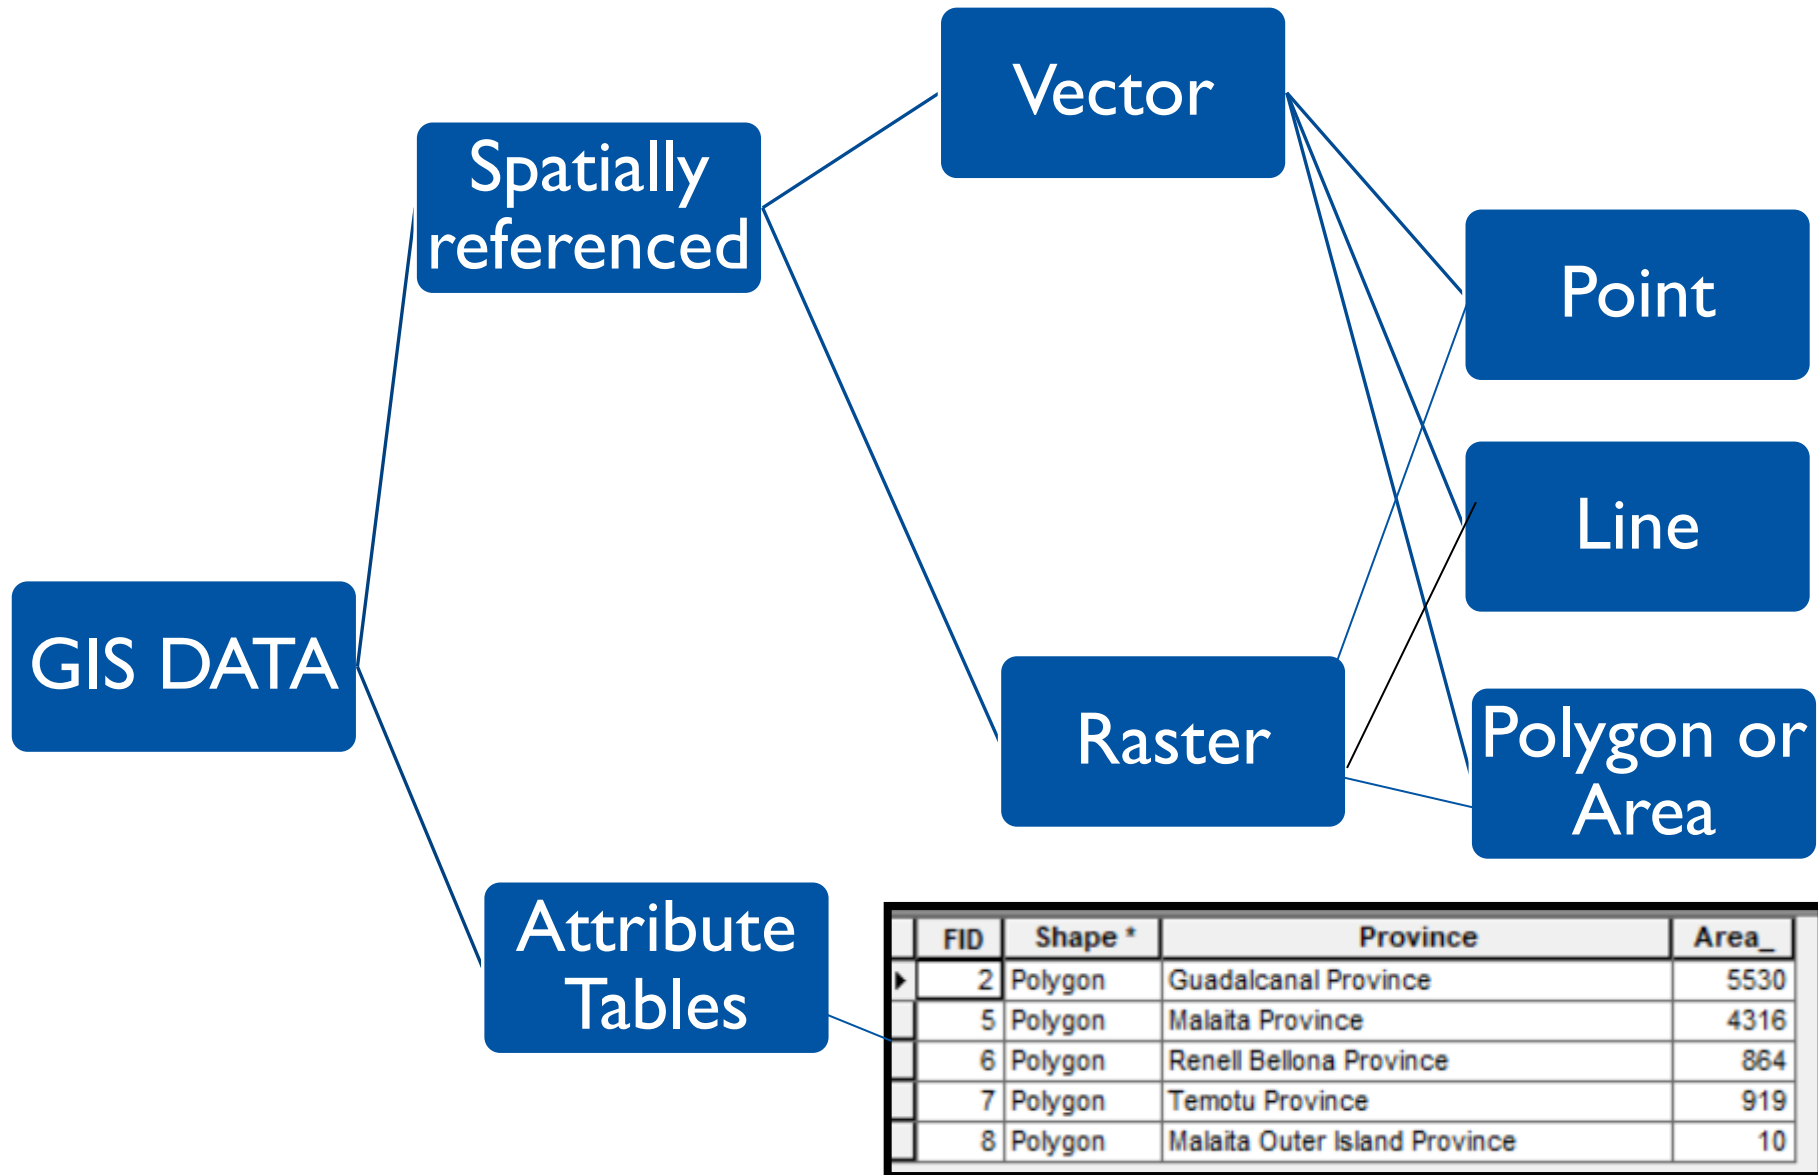 Vector
Spatially
referenced
Point
Line
GIS DATA
Raster
Polygon or
Area
Attribute
Tables
FID Shape * Province Area_
2 Polygon Guadalcanal Province 5530
5 Polygon Malaita Province 4316
6 Polygon Renell Bellona Province 864
7 Polygon Temotu Province 919
8 Polygon Malaita Outer Island Province 10